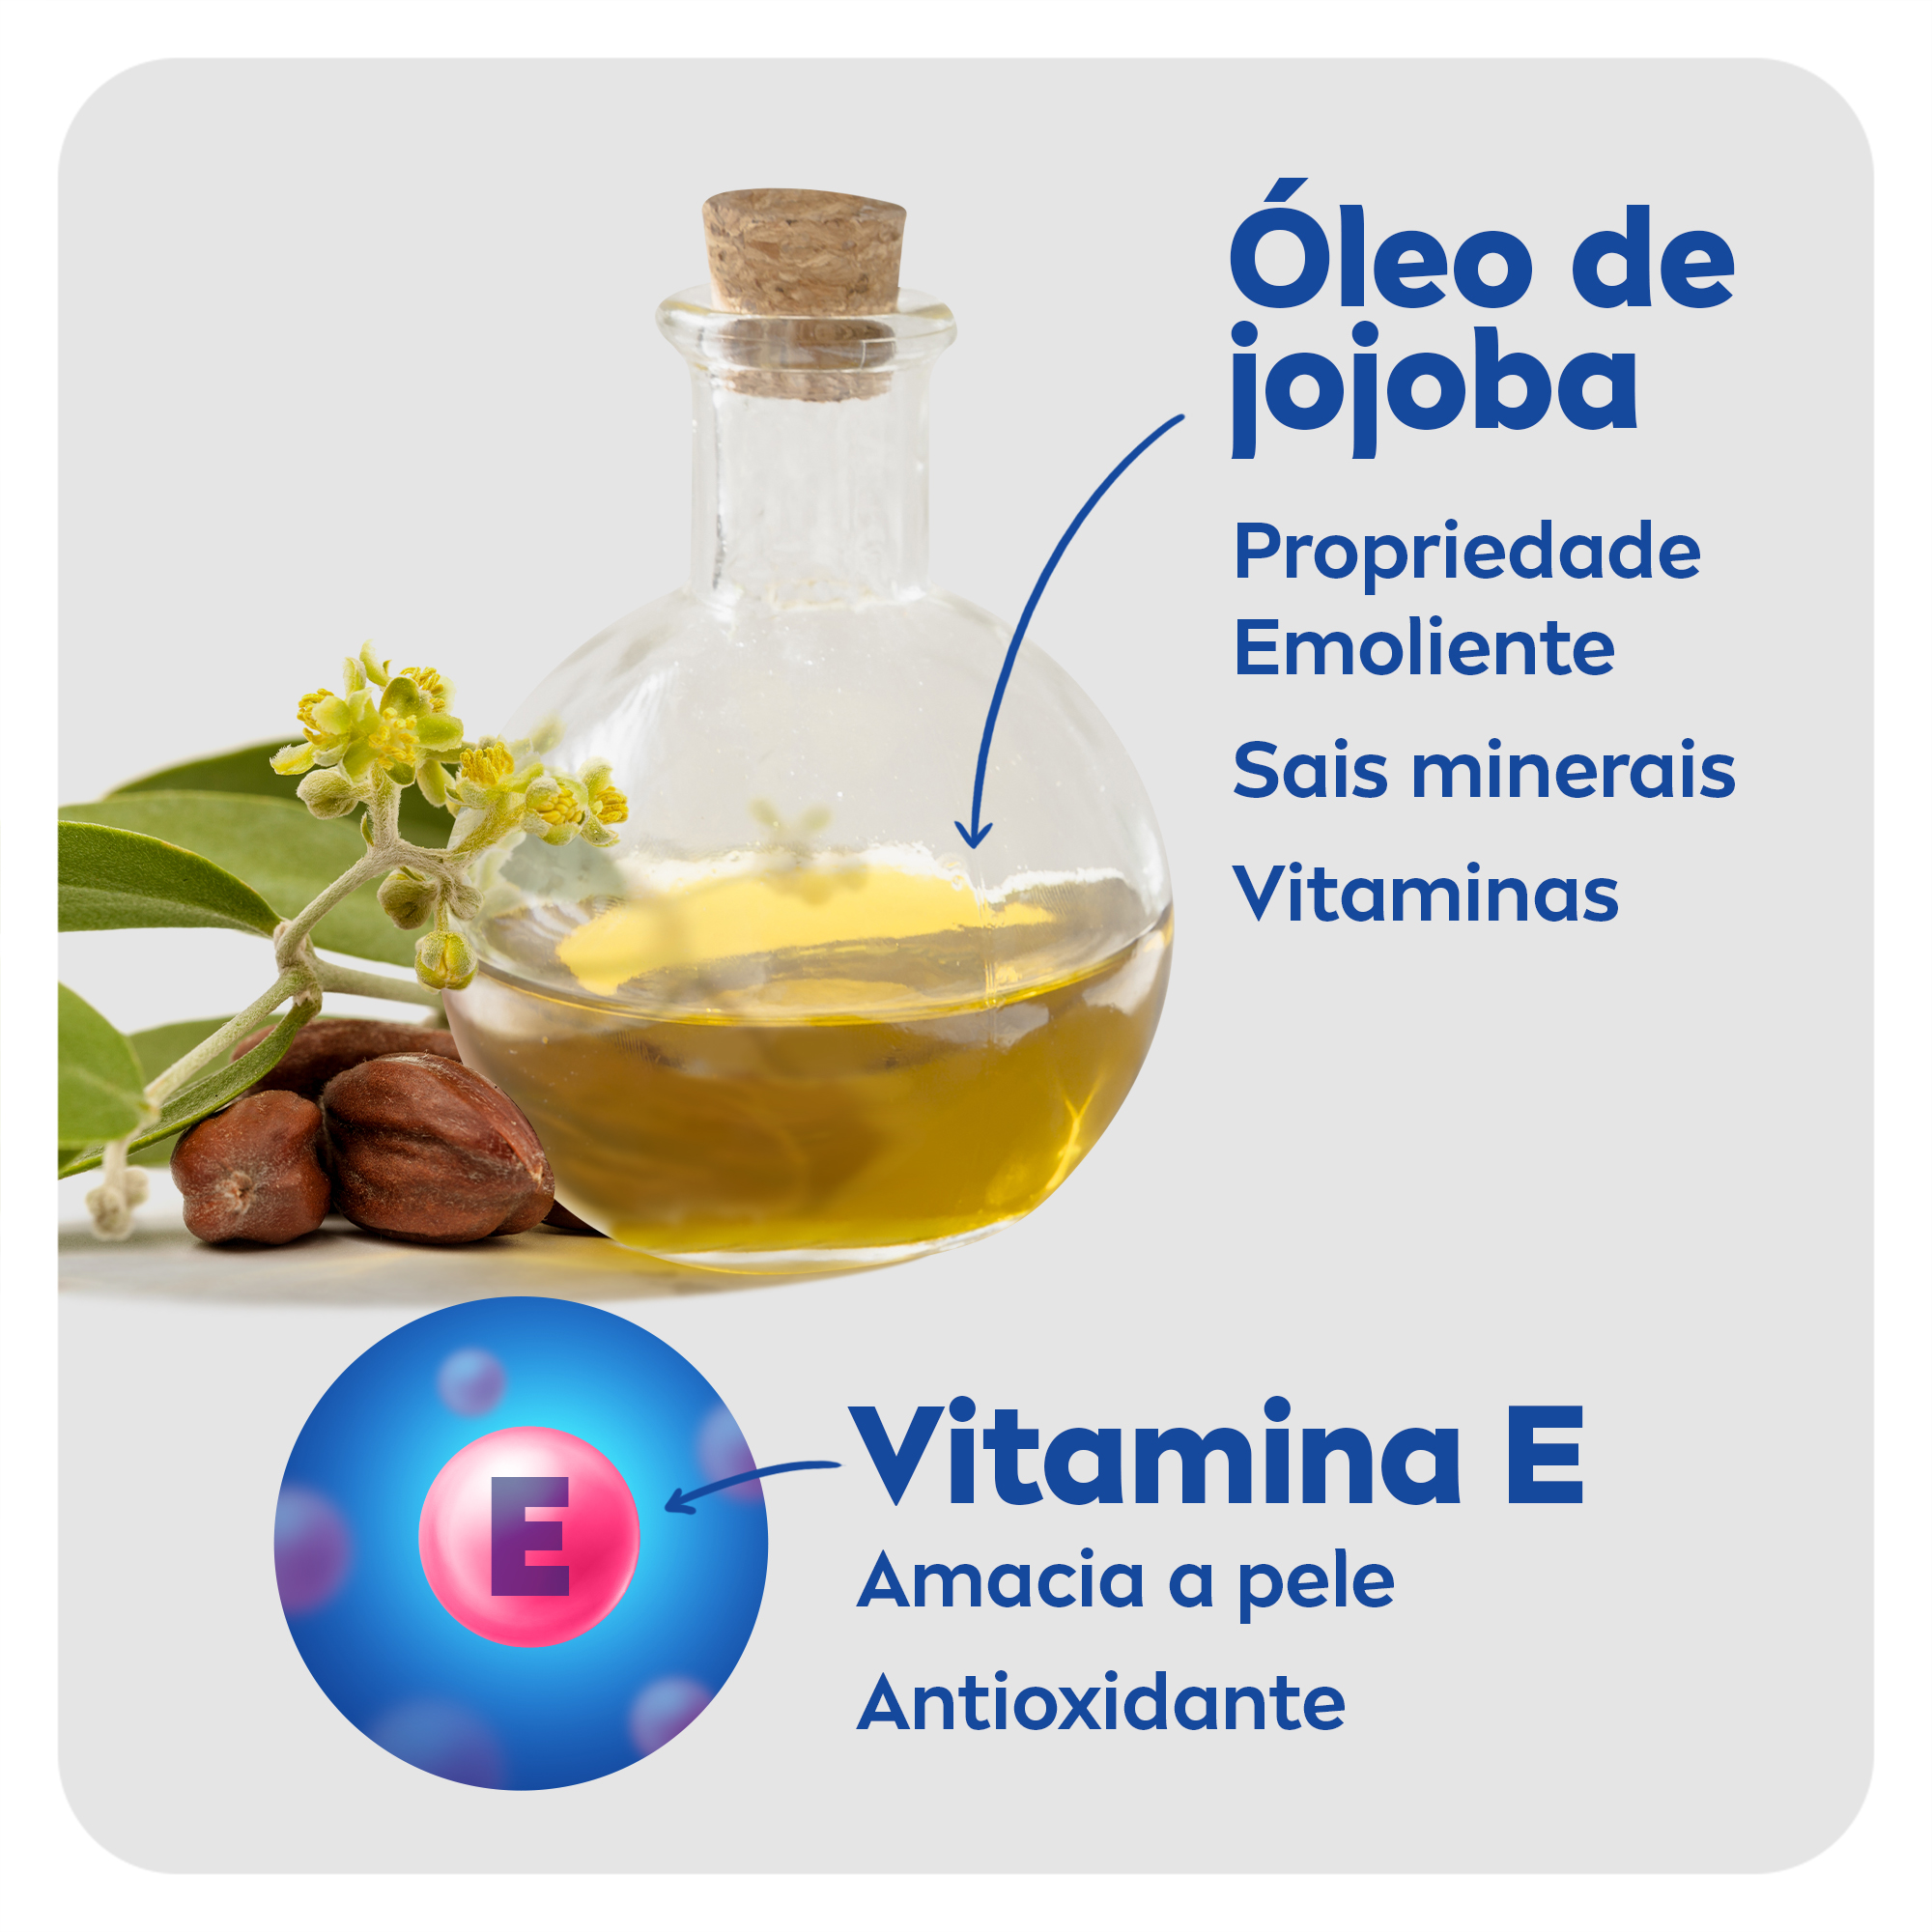 Óleo de
jojoba
Propriedade
Emoliente
Sais minerais
Vitaminas
E
Vitamina E
Amacia a pele
Antioxidante